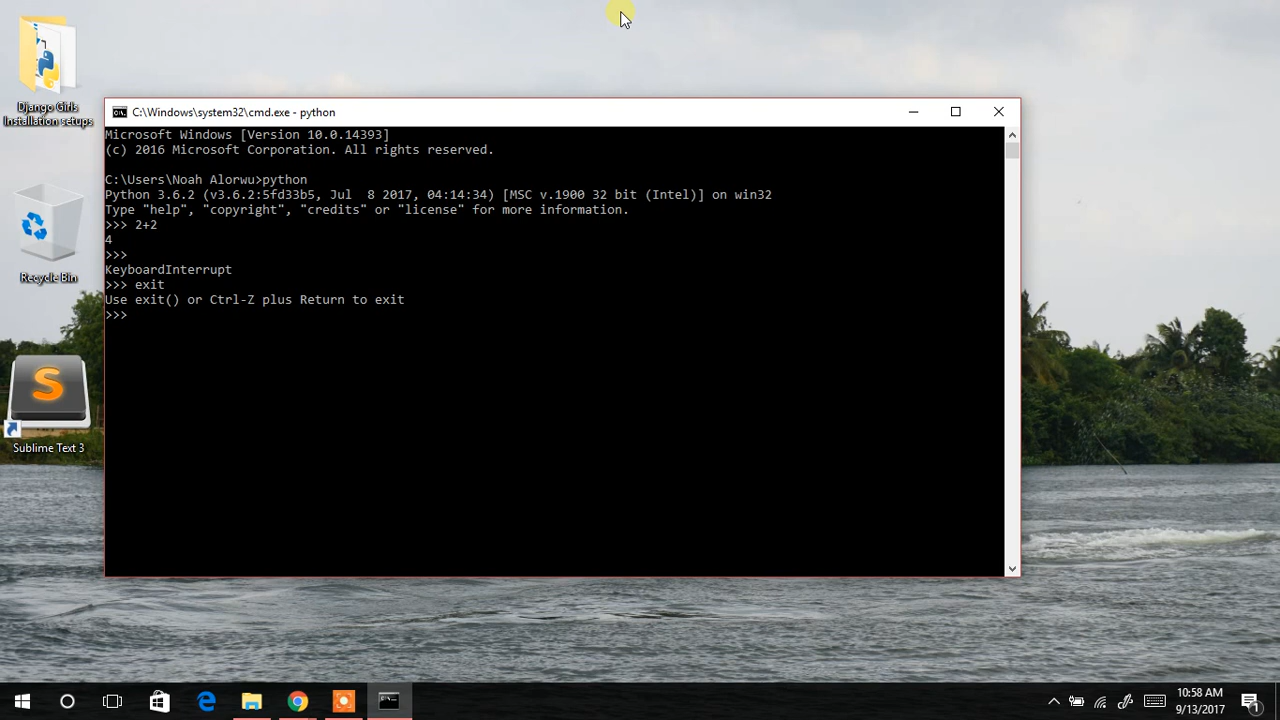 Django Girls
Installation setups
Recycle Bin
Sublime Text 3
C:\Windows\system32\cmd.exe - python
Microsoft Windows [Version 10.0.14393]
(c) 2016 Microsoft Corporation. All rights reserved.
C:\Users\Noah Alorwu>python
Python 3.6.2 (v3.6.2:5fd33b5, Jul  8 2017, 04:14:34) [MSC v.1900 32 bit (Intel)] on win32
Type "help", "copyright", "credits" or "license" for more information.
>>> 2+2
4
>>>
KeyboardInterrupt
>>> exit
Use exit() or Ctrl-Z plus Return to exit
>>>
10:58 AM
9/13/2017
1